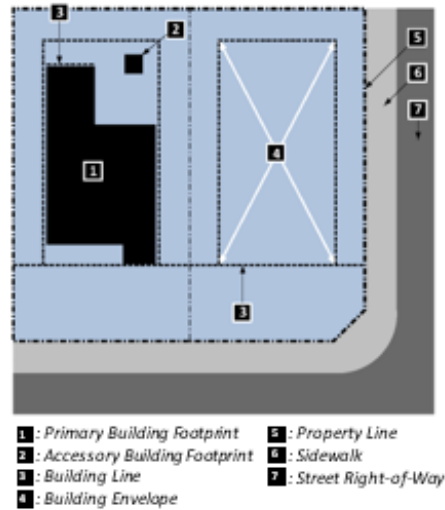 3
2
5
6
7
1
4
3
1 : Primary Building Footprint
2 : Accessory Building Footprint
3 : Building Line
4 : Building Envelope
5 : Property Line
6 : Sidewalk
7 : Street Right-of-Way